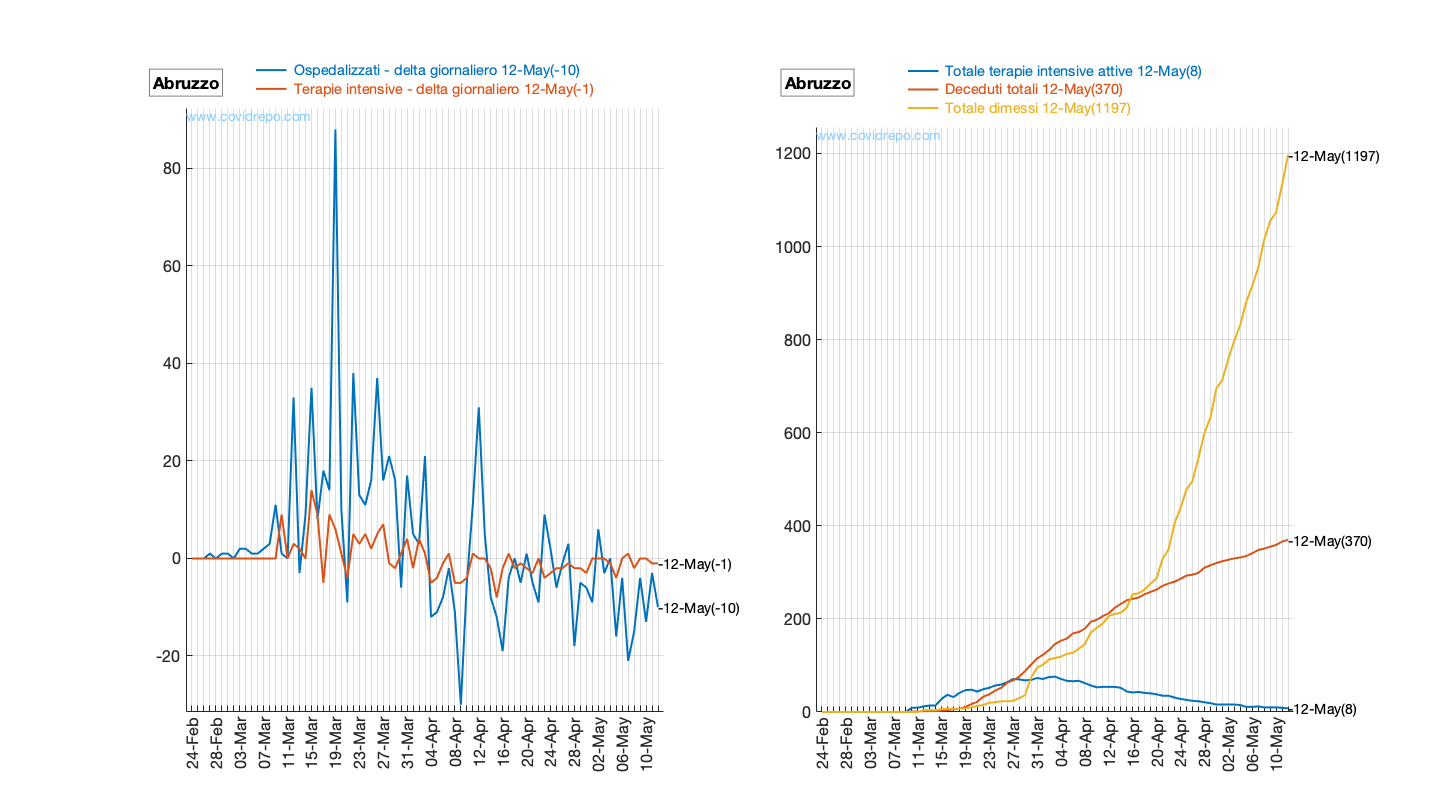 Abruzzo
Ospedalizzati - delta giornaliero 12-May(-10)
Terapie intensive - delta giornaliero 12-May(-1)
www.covidrepo.com
80
60
40
20
0
-20
12-May(-1)
12-May(-10)
24-Feb
28-Feb
03-Mar
07-Mar
11-Mar
15-Mar
19-Mar
23-Mar
27-Mar
31-Mar
04-Apr
08-Apr
12-Apr
16-Apr
20-Apr
24-Apr
28-Apr
02-May
06-May
10-May
Abruzzo
Totale terapie intensive attive 12-May(8)
Deceduti totali 12-May(370)
Totale dimessi 12-May(1197)
www.covidrepo.com
1200
1000
800
600
400
200
0
12-May(1197)
12-May(370)
12-May(8)
24-Feb
28-Feb
03-Mar
07-Mar
11-Mar
15-Mar
19-Mar
23-Mar
27-Mar
31-Mar
04-Apr
08-Apr
12-Apr
16-Apr
20-Apr
24-Apr
28-Apr
02-May
06-May
10-May